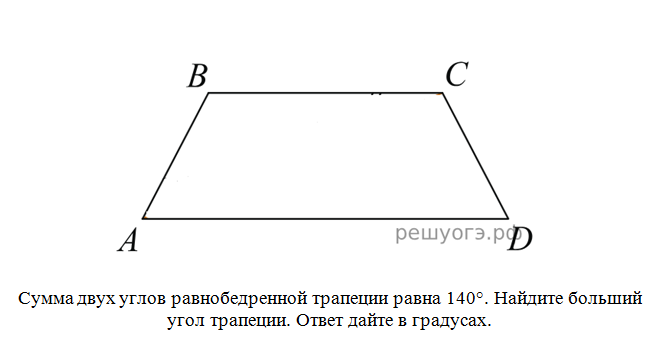 B
C
A
решуогэ.рф
D
Сумма двух углов равнобедренной трапеции равна 140°. Найдите больший
угол трапеции. Ответ дайте в градусах.